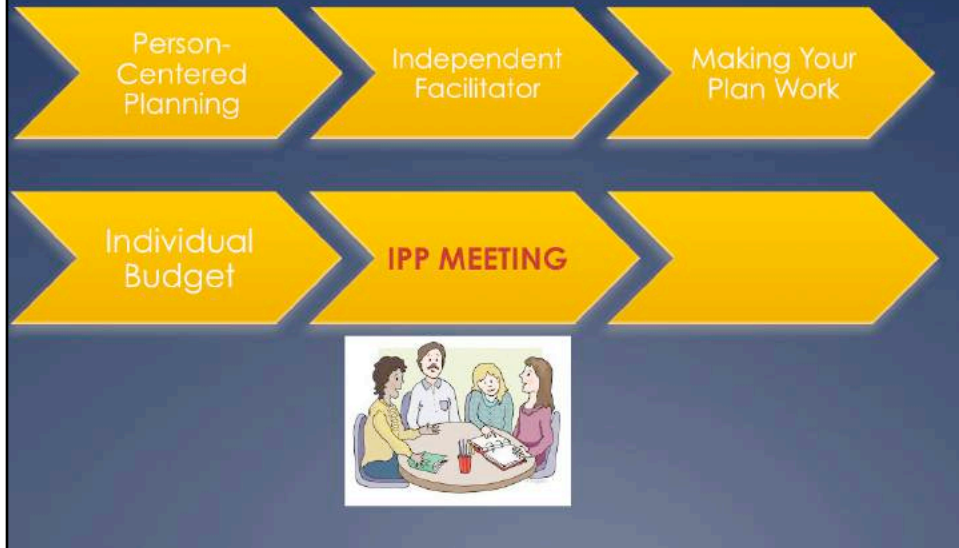 Person-
Centered
Planning
Independent
Facilitator
Making Your
Plan Work
Individual
Budget
IPP MEETING